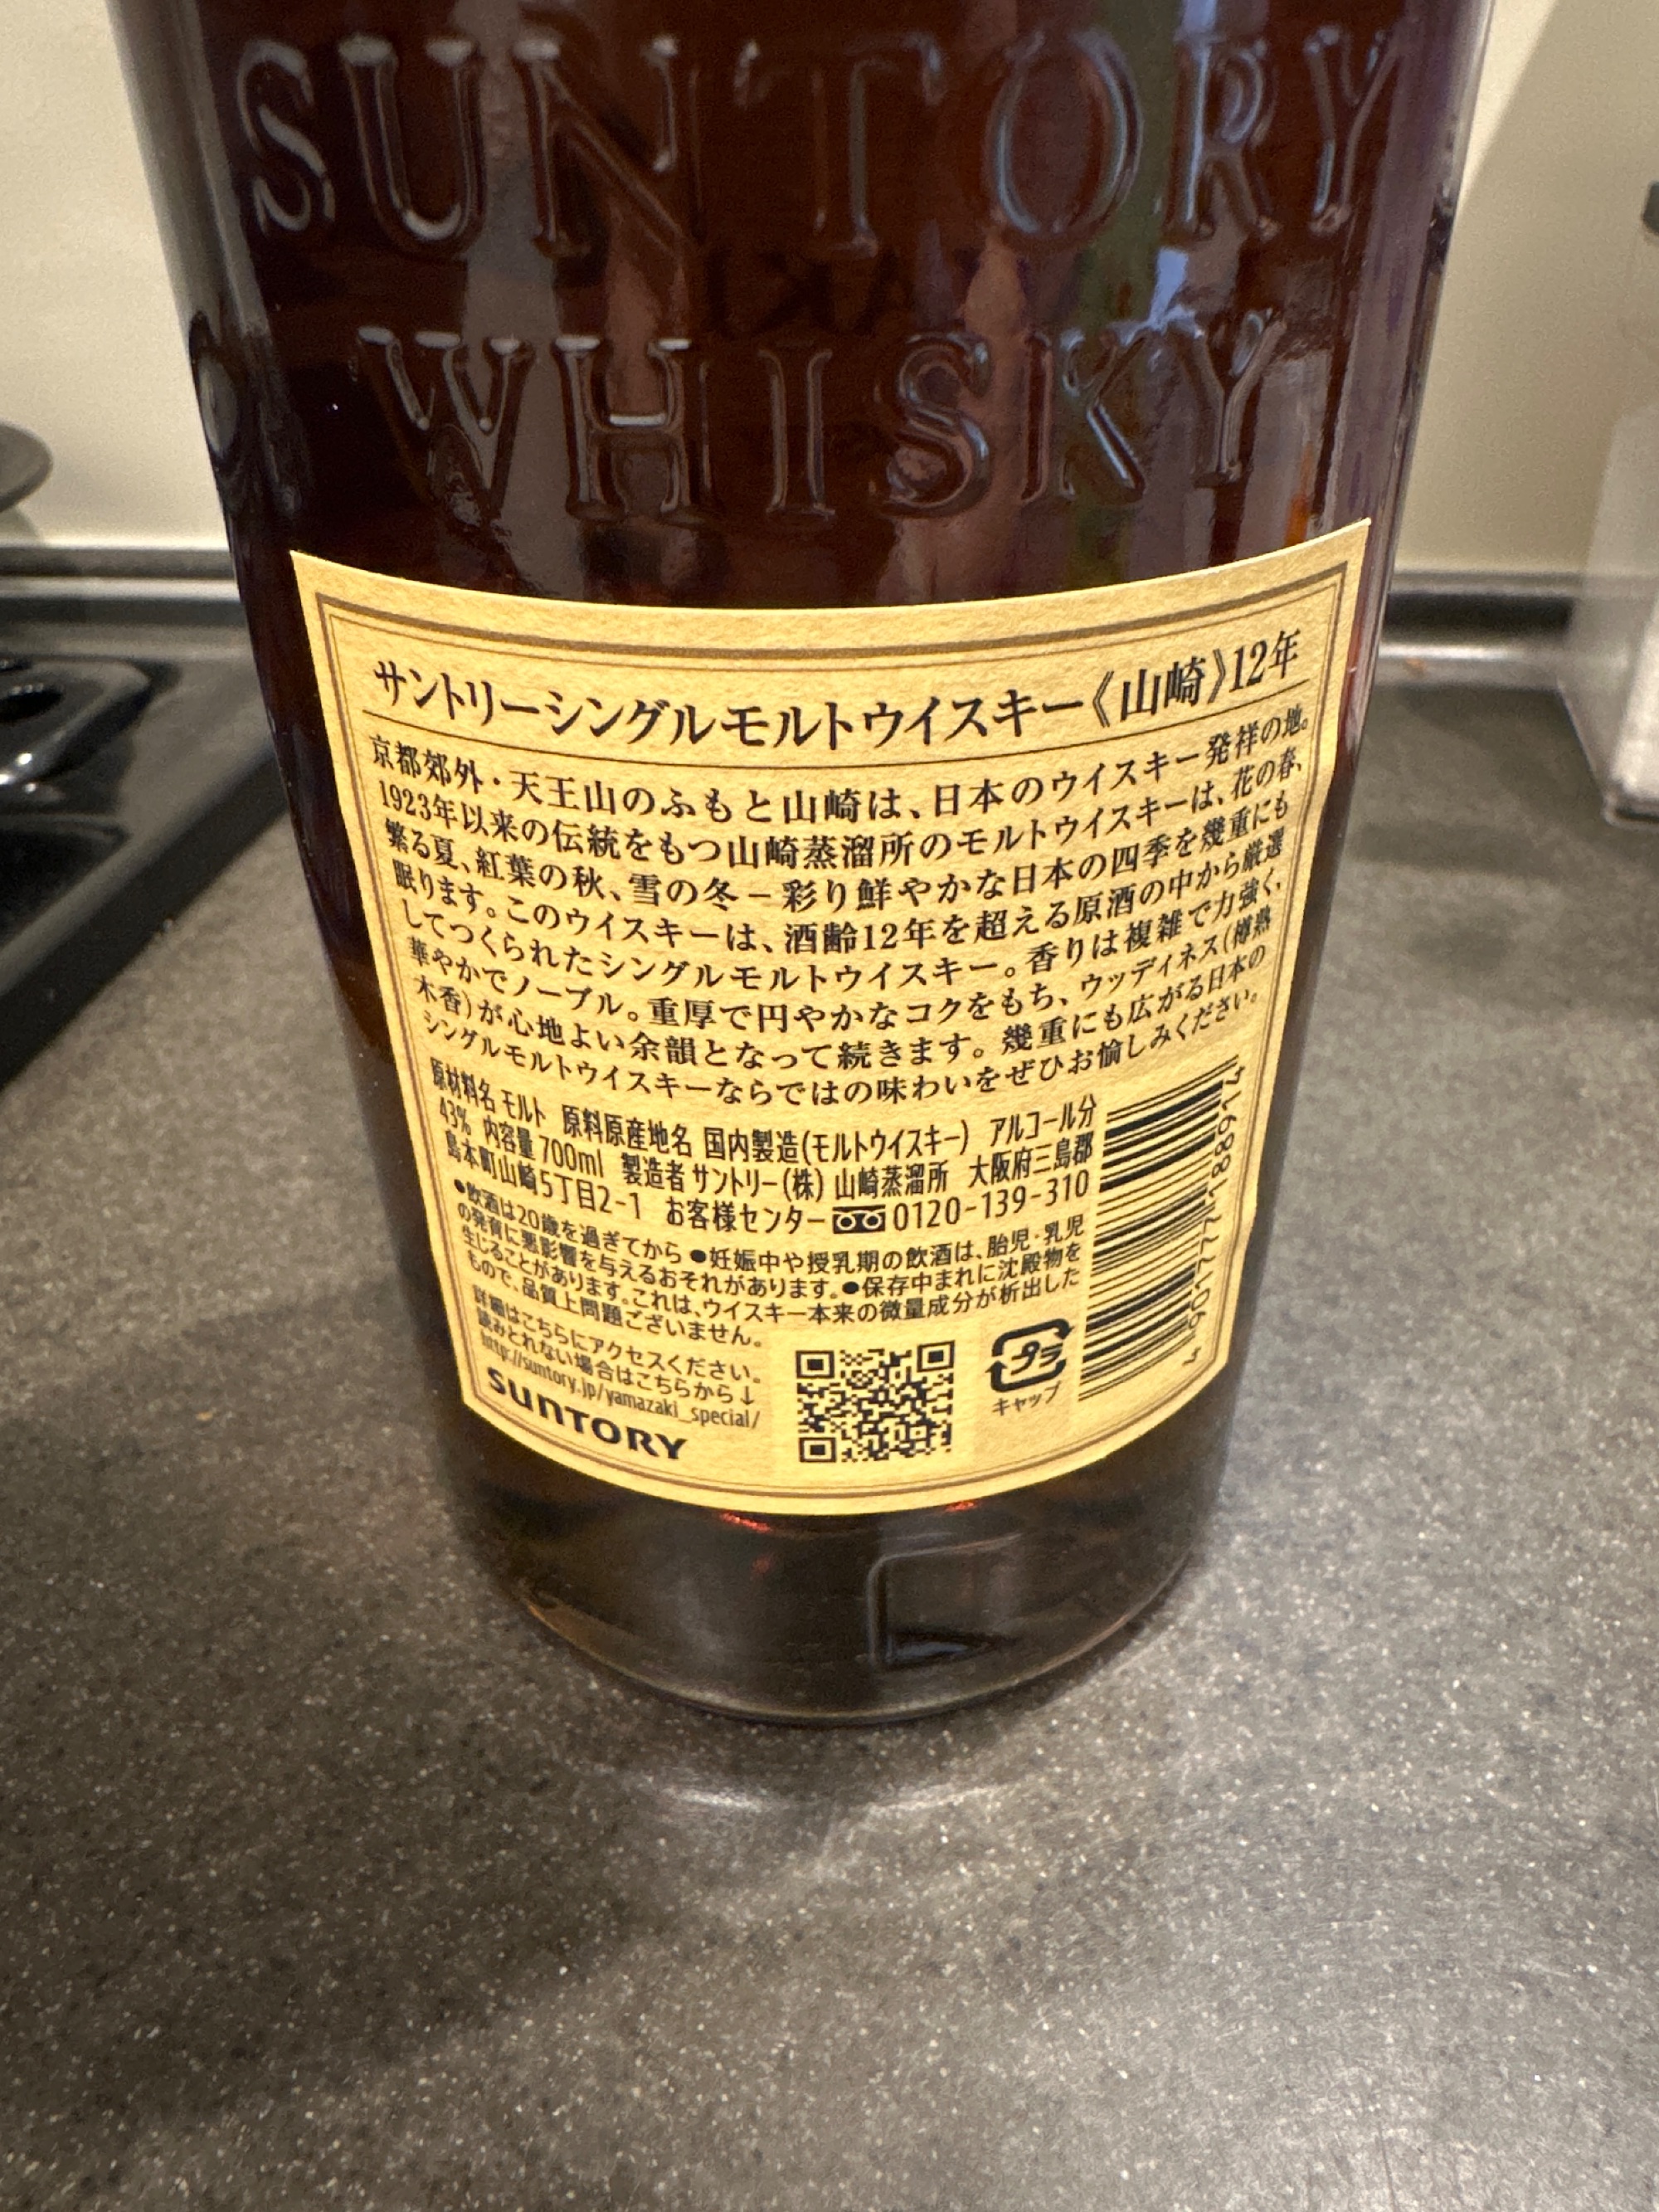 SUNTORY
WHISKY
サントリーシングルモルトウイスキー《山崎》12年
京都郊外・天王山のふもと山崎は、日本のウイスキー発祥の地。
1923年以来の伝統をもつ山崎蒸溜所のモルトウイスキーは、花の春、
繁る夏、紅葉の秋、雪の冬－彩り鮮やかな日本の四季を幾重にも
眠ります。このウイスキーは、酒齢12年を超える原酒の中から厳選
してつくられたシングルモルトウイスキー。香りは複雑で力強く、
華やかでノーブル。重厚で円やかなコクをもち、ウッディネス(樽熟
木香)が心地よい余韻となって続きます。幾重にも広がる日本の
シングルモルトウイスキーならではの味わいをぜひお愉しみください。
原材料名 モルト 原料原産地名 国内製造(モルトウイスキー) アルコール分
43% 内容量 700ml 製造者 サントリー(株) 山崎蒸溜所 大阪府三島郡
島本町山崎5丁目2-1 お客様センター 0120-139-310
●飲酒は20歳を過ぎてから ●妊娠中や授乳期の飲酒は、胎児・乳児
の発育に悪影響を与えるおそれがあります。●保存中まれに沈殿物を
生じることがあります。これは、ウイスキー本来の微量成分が析出した
もので、品質上問題ございません。
詳細はこちらにアクセスください。
読みとれない場合はこちらから↓
http://suntory.jp/yamazaki_special/
SUNTORY
プラ
キャップ
4 901777 188914